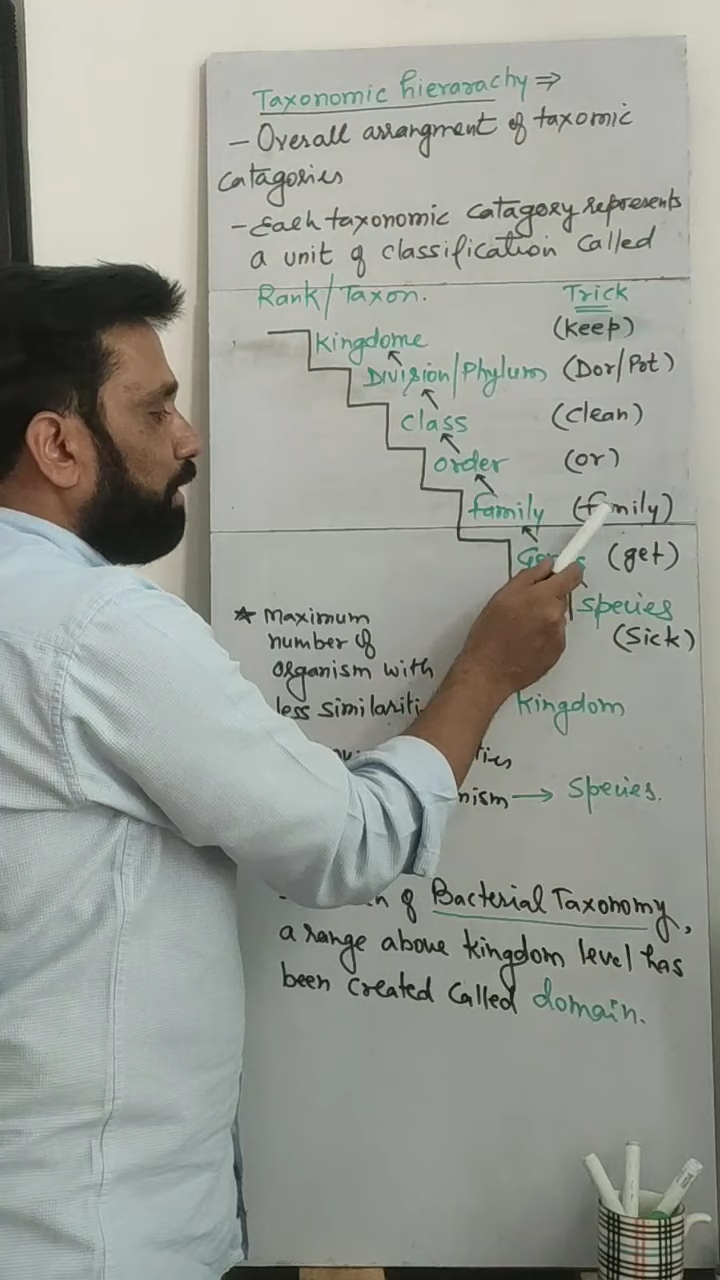 Taxonomic hierarachy ⇒
- Overall arrangment of taxomic
catagories
- Each taxonomic catagory represents
a unit of classification called
Rank/Taxon. Trick
Kingdome (Keep)
Division/Phylum (Dor/Pot)
Class (Clean)
order (or)
family (family)
(get)
species
(Sick)
★ Maximum
number of
organism with
less Kingdom
→ Species.
of Bacterial Taxonomy,
a range above kingdom level has
been created called domain.